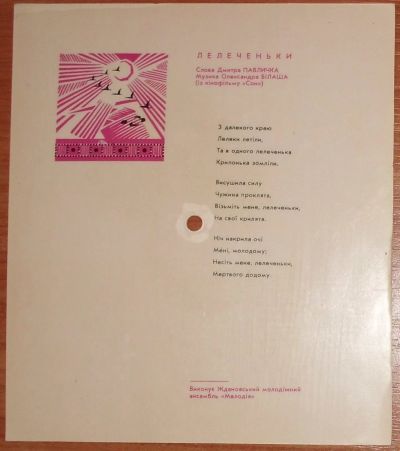 ЛЕЛЕЧЕНЬКИ
Слова Дмитра ПАВЛИЧКА
Музика Олександра БІЛАША
(із кінофільму «Сон»)
З далекого краю
Лелеки летіли,
Та в одного лелеченька
Крилонька зомліли.
Висушила силу
Чужина проклята,
Візьміть мене, лелеченьки,
На свої крилята.
Ніч накрила очі
Мені, молодому;
Несіть мене, лелеченьки,
Мертвого додому.
Виконує Ждановський молодіжний
ансамбль «Мелодія»